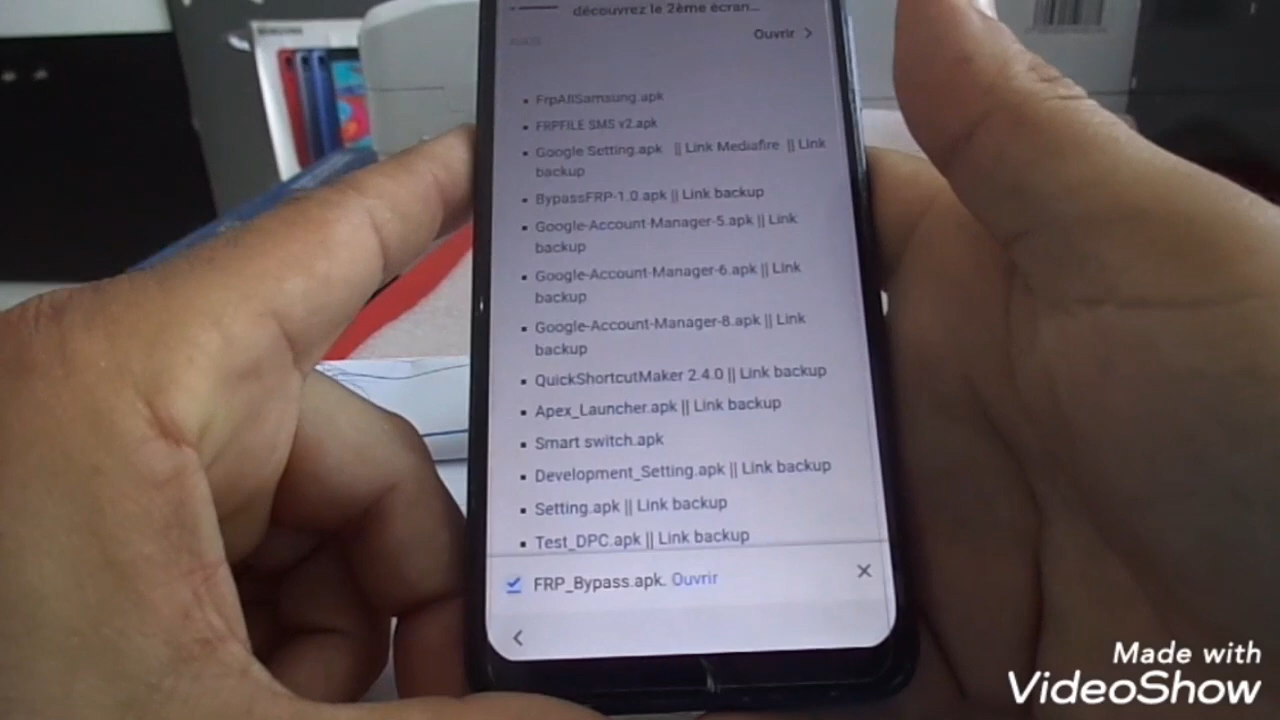 découvrez le 2ème écran...
Ouvrir >
FrpAllSamsung.apk
FRPFILE SMS v2.apk
Google Setting.apk || Link Mediafire || Link
backup
BypassFRP-1.0.apk || Link backup
Google-Account-Manager-5.apk || Link
backup
Google-Account-Manager-6.apk || Link
backup
Google-Account-Manager-8.apk || Link
backup
QuickShortcutMaker 2.4.0 || Link backup
Apex_Launcher.apk || Link backup
Smart switch.apk
Development_Setting.apk || Link backup
Setting.apk || Link backup
Test_DPC.apk || Link backup
FRP_Bypass.apk. Ouvrir
Made with
VideoShow